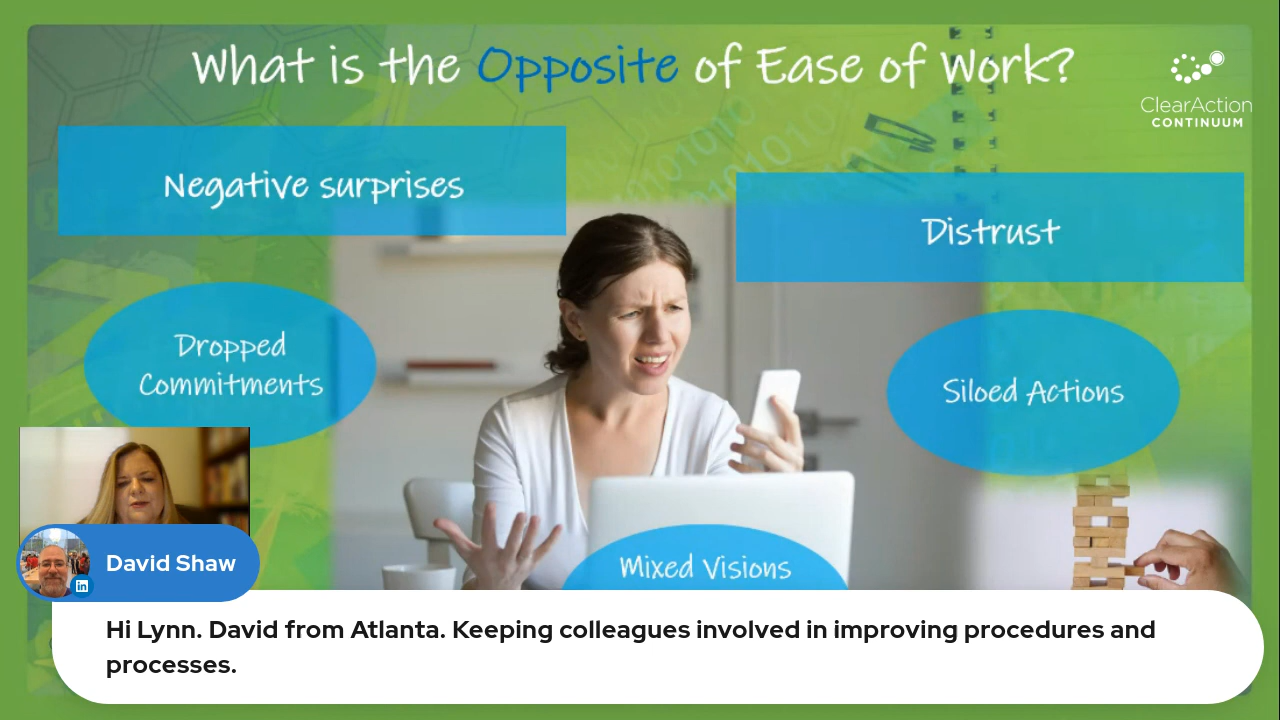 What is the Opposite of Ease of Work?
ClearAction
CONTINUUM
Negative surprises
Distrust
Dropped
Commitments
Siloed Actions
Mixed Visions
David Shaw
in
Hi Lynn. David from Atlanta. Keeping colleagues involved in improving procedures and
processes.